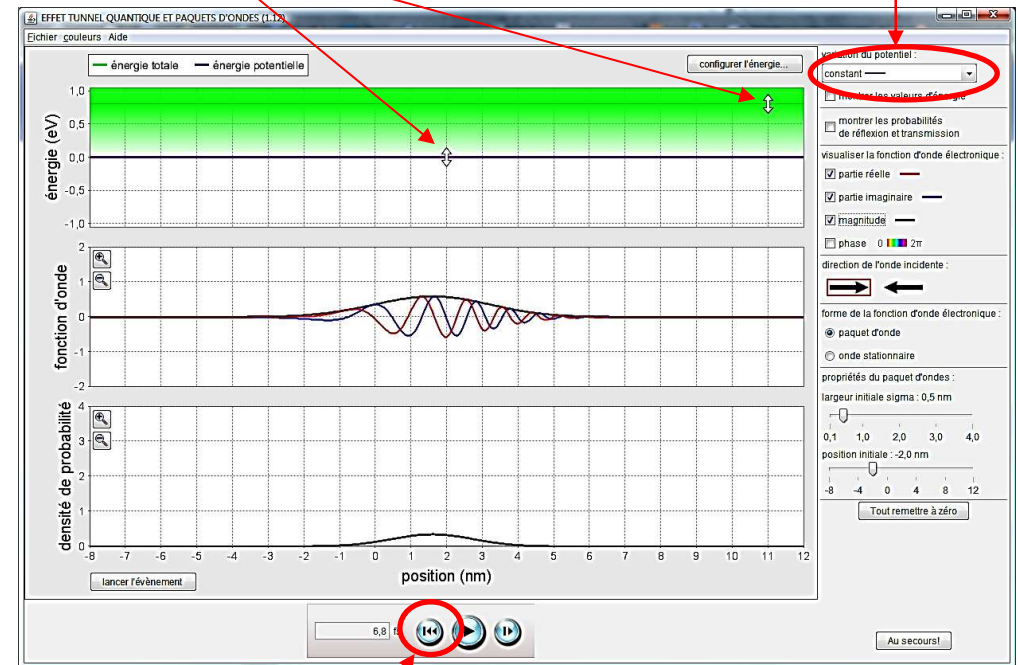 EFFET TUNNEL QUANTIQUE ET PAQUETS D'ONDES (1.12)
Fichier couleurs Aide
énergie totale énergie potentielle
configurer l'énergie...
énergie (eV)
1,0
0,5
0,0
-0,5
-1,0
fonction d'onde
2
1
0
-1
-2
densité de probabilité
4
3
2
1
0
-8 -7 -6 -5 -4 -3 -2 -1 0 1 2 3 4 5 6 7 8 9 10 11 12
position (nm)
lancer l'évènement
6,8
variation du potentiel :
constant
montrer les valeurs d'énergie
montrer les probabilités
de réflexion et transmission
visualiser la fonction d'onde électronique :
partie réelle
partie imaginaire
magnitude
phase 0 2π
direction de l'onde incidente :
forme de la fonction d'onde électronique :
paquet d'onde
onde stationnaire
propriétés du paquet d'ondes :
largeur initiale sigma : 0,5 nm
0,1 1,0 2,0 3,0 4,0
position initiale : -2,0 nm
-8 -4 0 4 8 12
Tout remettre à zéro
Au secours!